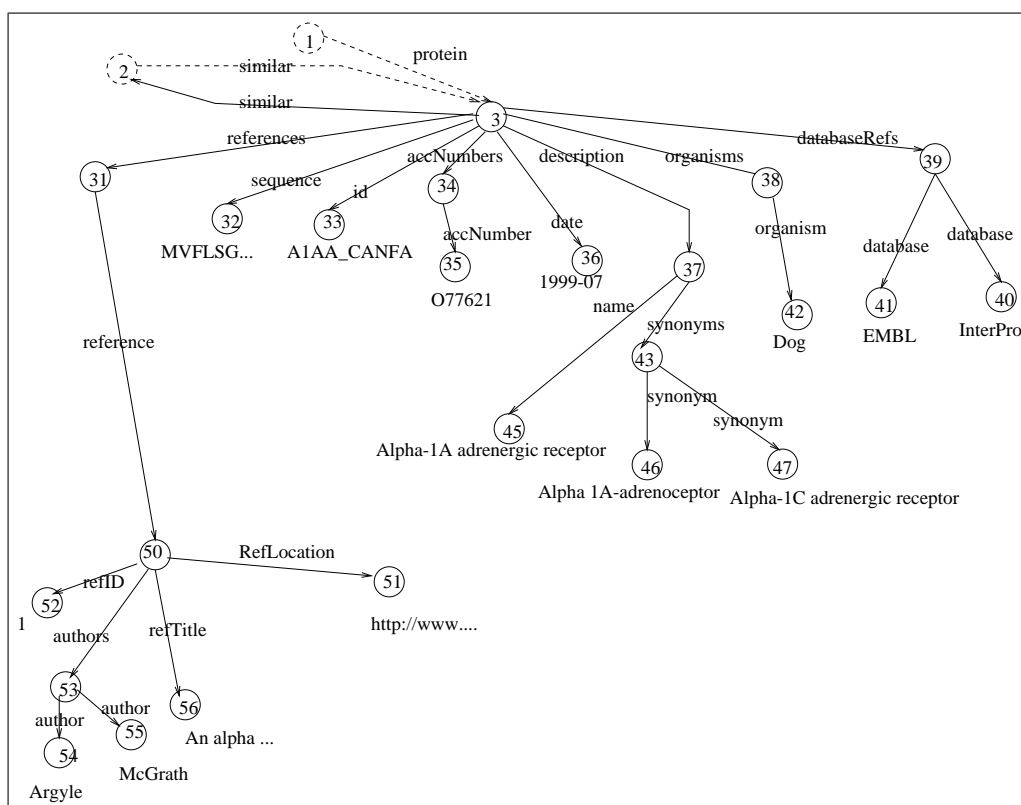 1
protein
similar
2
similar
3
references
accNumbers
description
organisms
databaseRefs
39
31
sequence
id
34
38
32
33
accNumber
date
organism
database
database
MVFLSG...
A1AA_CANFA
35
36
37
O77621
1999-07
41
40
name
synonyms
42
EMBL
InterPro
reference
Dog
43
synonym
synonym
45
Alpha-1A adrenergic receptor
46
47
Alpha 1A-adrenoceptor
Alpha-1C adrenergic receptor
50
RefLocation
refID
51
52
1
authors
refTitle
http://www....
53
author
author
56
55
An alpha ...
54
McGrath
Argyle